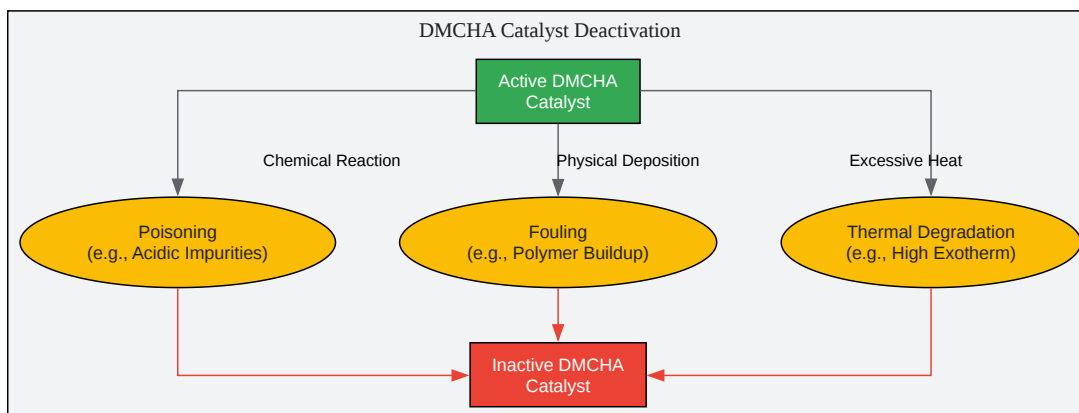 DMCHA Catalyst Deactivation
Active DMCHA
Catalyst
Chemical Reaction
Physical Deposition
Excessive Heat
Poisoning
(e.g., Acidic Impurities)
Fouling
(e.g., Polymer Buildup)
Thermal Degradation
(e.g., High Exotherm)
Inactive DMCHA
Catalyst